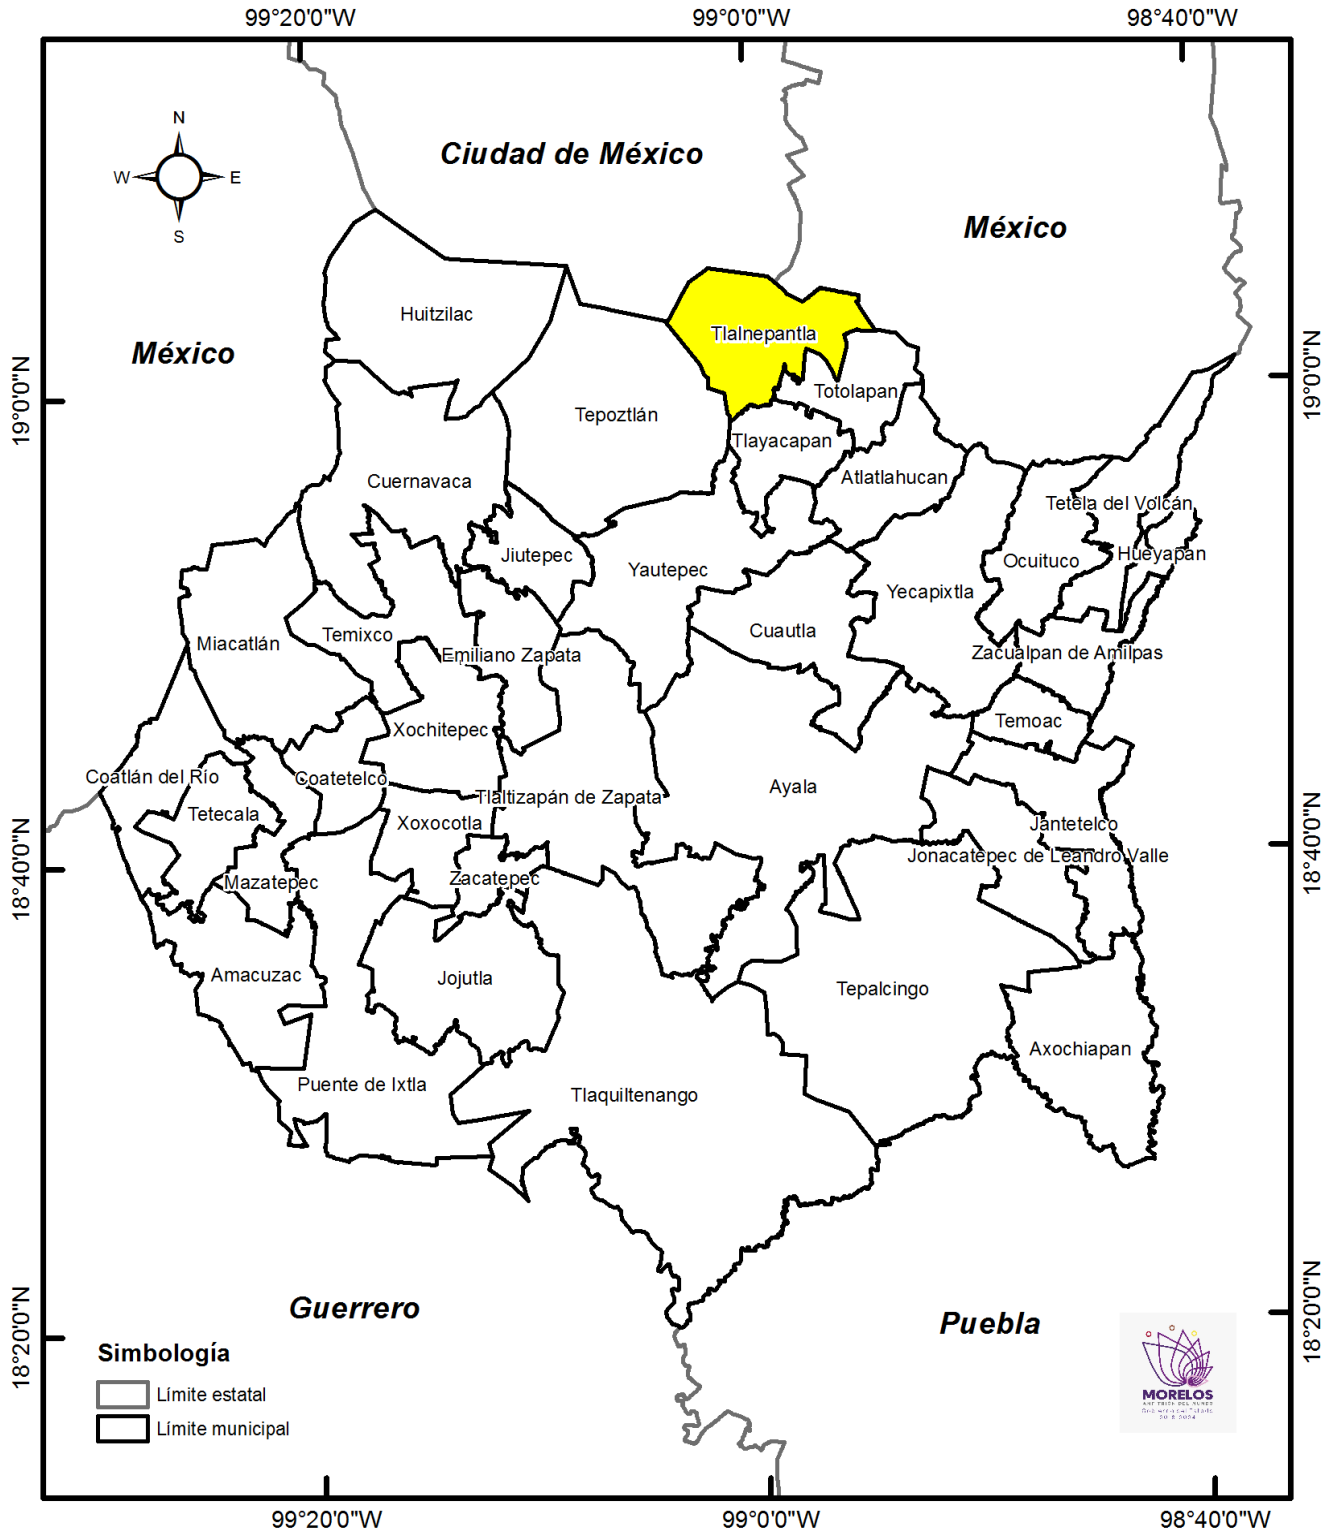 99°20'0"W
99°0'0"W
98°40'0"W
N
W
E
S
Ciudad de México
México
México
19°0'0"N
19°0'0"N
Huitzilac
Tlalnepantla
Totolapan
Tepoztlán
Tlayacapan
Cuernavaca
Atlatlahucan
Tetela del Volcán
Jiutepec
Hueyapan
Ocuituco
Yautepec
Yecapixtla
Cuautla
Temixco
Miacatlán
Emiliano Zapata
Zacualpan de Amilpas
Temoac
Xochitepec
Coatlán del Río
Coatetelco
Ayala
Tlaltizapán de Zapata
Tetecala
Xoxocotla
Jantetelco
Jonacatepec de Leandro Valle
18°40'0"N
18°40'0"N
Mazatepec
Zacatepec
Amacuzac
Jojutla
Tepalcingo
Axochiapan
Puente de Ixtla
Tlaquiltenango
Guerrero
Puebla
18°20'0"N
18°20'0"N
Simbología
Límite estatal
Límite municipal
MORELOS
99°20'0"W
99°0'0"W
98°40'0"W